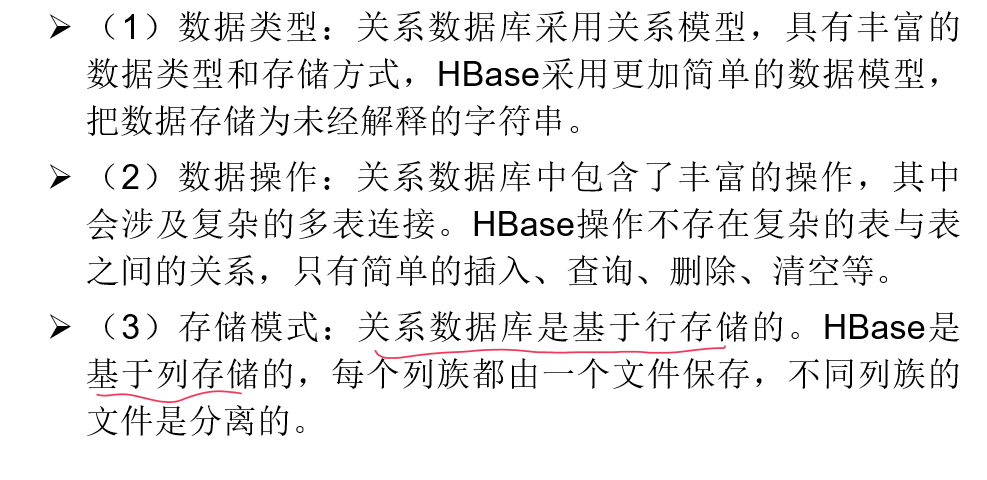 ➢ （1）数据类型：关系数据库采用关系模型，具有丰富的
数据类型和存储方式，HBase采用更加简单的数据模型，
把数据存储为未经解释的字符串。
➢ （2）数据操作：关系数据库中包含了丰富的操作，其中
会涉及复杂的多表连接。HBase操作不存在复杂的表与表
之间的关系，只有简单的插入、查询、删除、清空等。
➢ （3）存储模式：关系数据库是基于行存储的。HBase是
基于列存储的，每个列族都由一个文件保存，不同列族的
文件是分离的。